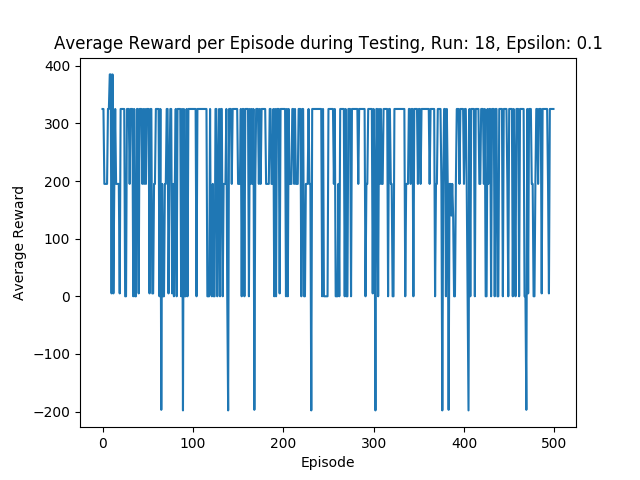 Average Reward per Episode during Testing, Run: 18, Epsilon: 0.1
400
300
200
100
0
−100
−200
Average Reward
0 100 200 300 400 500
Episode